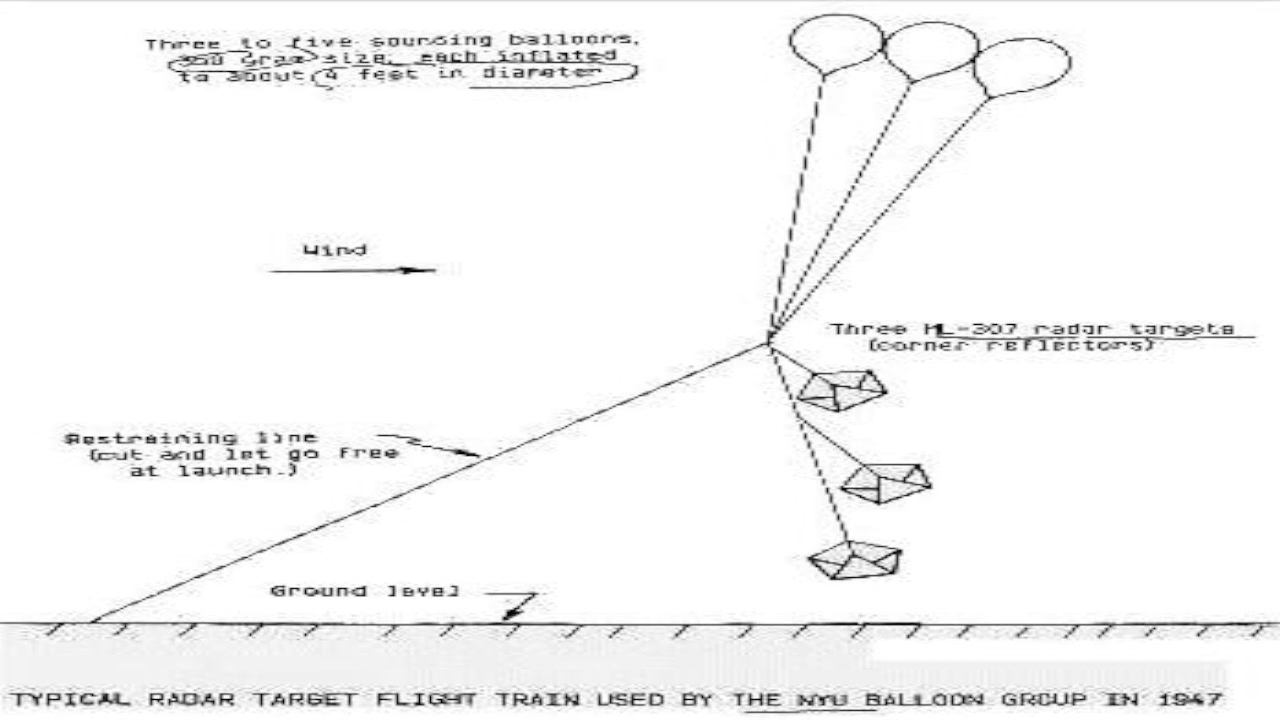 Three to five sounding balloons,
350 gram size, each inflated
to about 4 feet in diameter
Wind
Three ML-307 radar targets
(corner reflectors)
Restraining line
(cut and let go free
at launch.)
Ground level
TYPICAL RADAR TARGET FLIGHT TRAIN USED BY THE NYU BALLOON GROUP IN 1947